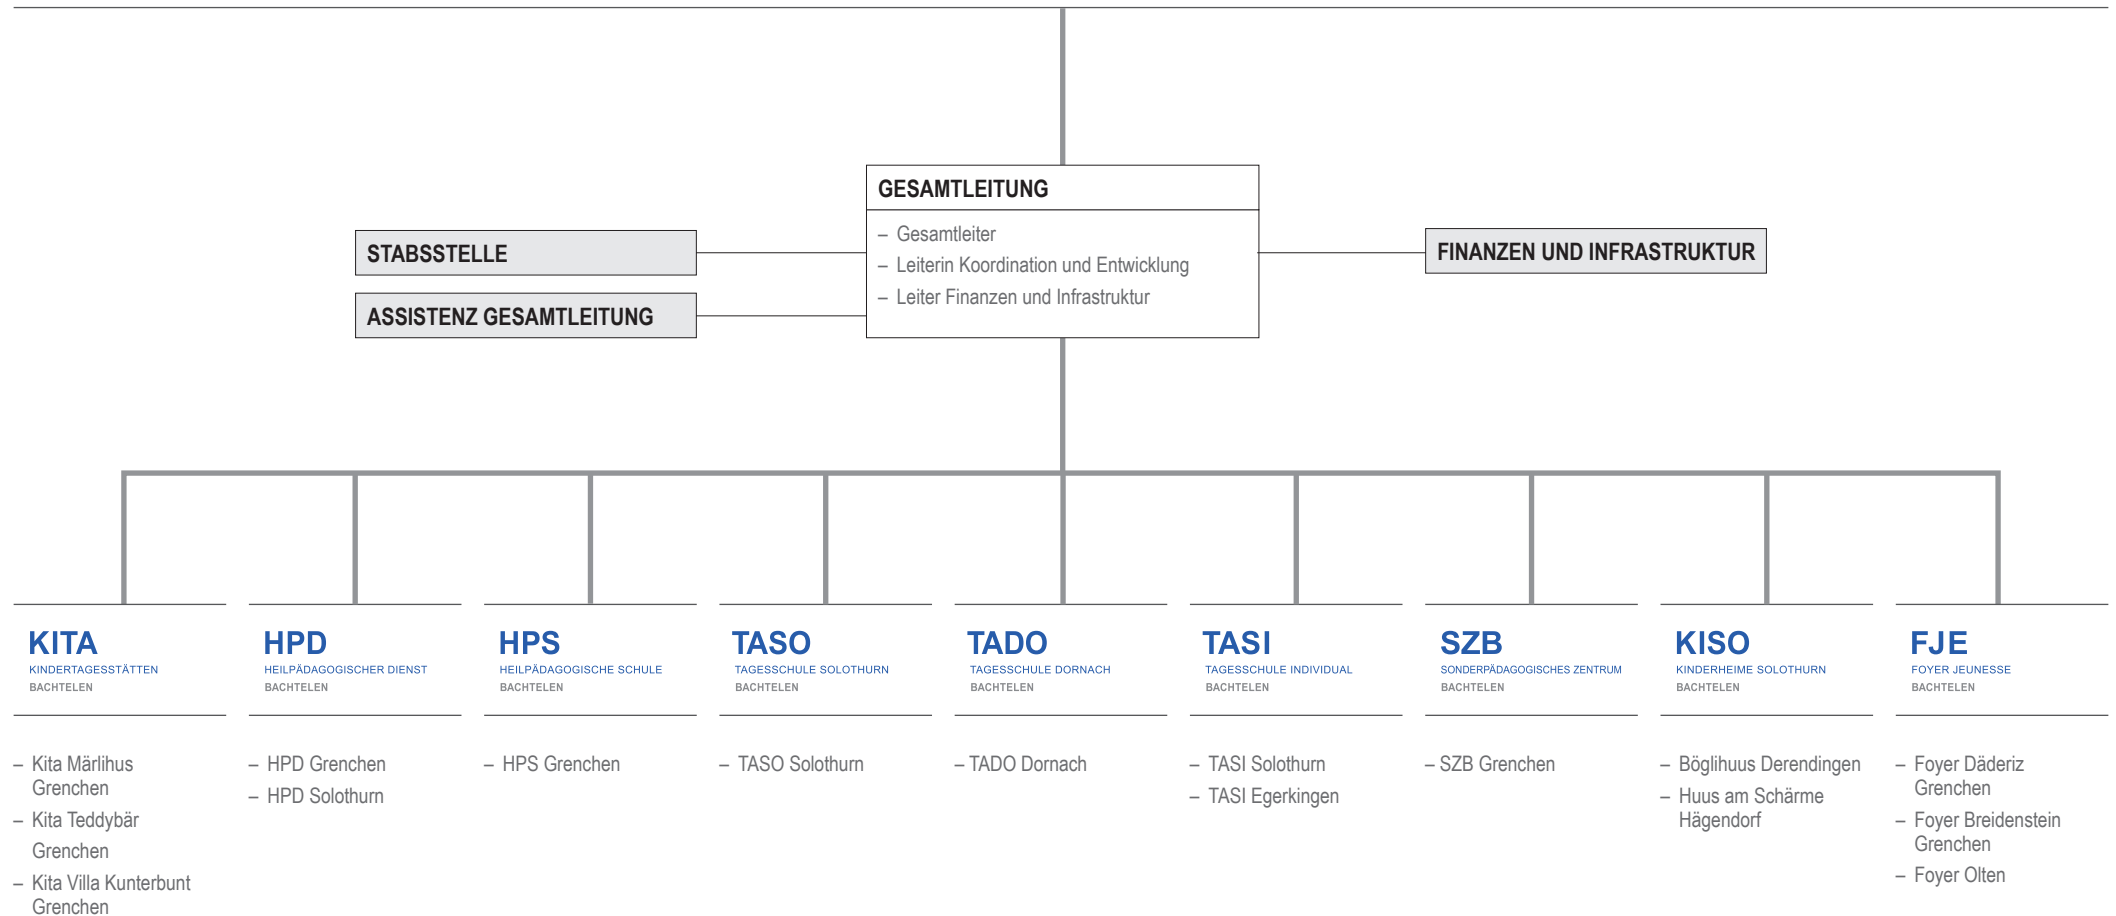 GESAMTLEITUNG
– Gesamtleiter
– Leiterin Koordination und Entwicklung
– Leiter Finanzen und Infrastruktur
STABSSTELLE
ASSISTENZ GESAMTLEITUNG
FINANZEN UND INFRASTRUKTUR
KITA
KINDERTAGESSTÄTTEN
BACHTELEN
– Kita Märlihus
Grenchen
– Kita Teddybär
Grenchen
– Kita Villa Kunterbunt
Grenchen
HPD
HEILPÄDAGOGISCHER DIENST
BACHTELEN
– HPD Grenchen
– HPD Solothurn
HPS
HEILPÄDAGOGISCHE SCHULE
BACHTELEN
– HPS Grenchen
TASO
TAGESSCHULE SOLOTHURN
BACHTELEN
– TASO Solothurn
TADO
TAGESSCHULE DORNACH
BACHTELEN
– TADO Dornach
TASI
TAGESSCHULE INDIVIDUAL
BACHTELEN
– TASI Solothurn
– TASI Egerkingen
SZB
SONDERPÄDAGOGISCHES ZENTRUM
BACHTELEN
– SZB Grenchen
KISO
KINDERHEIME SOLOTHURN
BACHTELEN
– Böglihuus Derendingen
– Huus am Schärme
Hägendorf
FJE
FOYER JEUNESSE
BACHTELEN
– Foyer Däderiz
Grenchen
– Foyer Breidenstein
Grenchen
– Foyer Olten